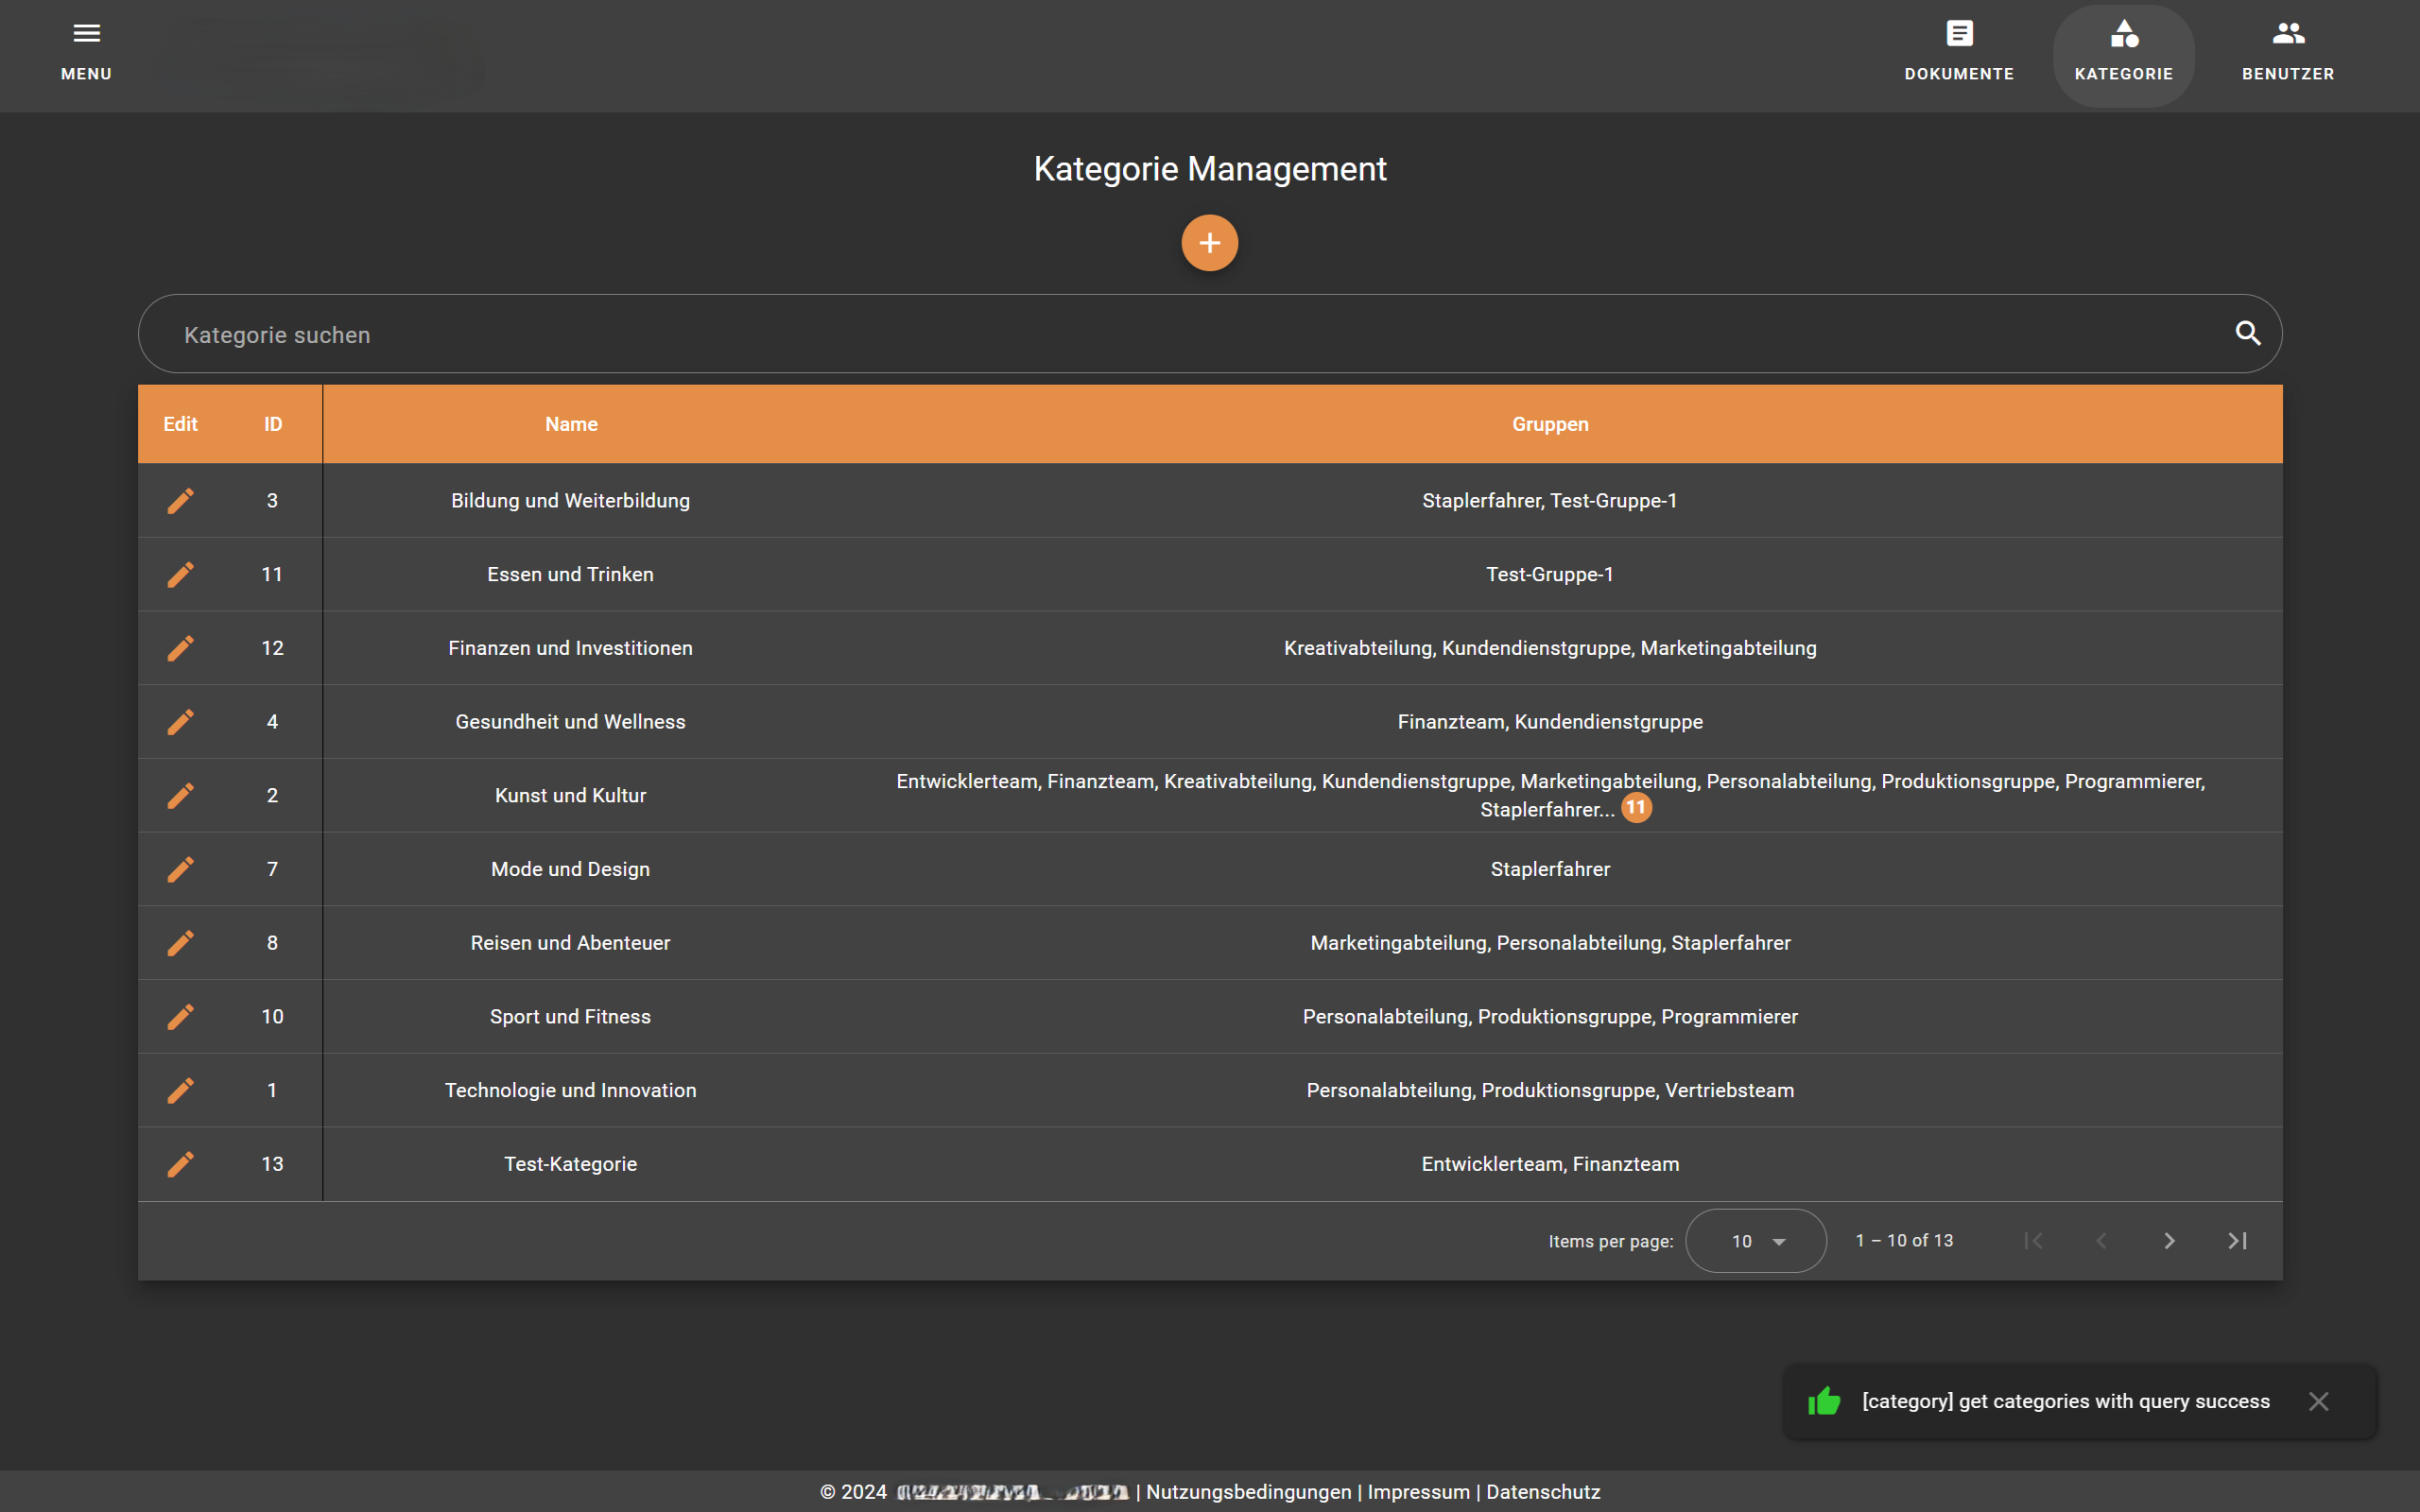 MENU
DOKUMENTE
KATEGORIE
BENUTZER
Kategorie Management
Kategorie suchen
Edit ID Name Gruppen
3 Bildung und Weiterbildung Staplerfahrer, Test-Gruppe-1
11 Essen und Trinken Test-Gruppe-1
12 Finanzen und Investitionen Kreativabteilung, Kundendienstgruppe, Marketingabteilung
4 Gesundheit und Wellness Finanzteam, Kundendienstgruppe
2 Kunst und Kultur Entwicklerteam, Finanzteam, Kreativabteilung, Kundendienstgruppe, Marketingabteilung, Personalabteilung, Produktionsgruppe, Programmierer,
Staplerfahrer... 11
7 Mode und Design Staplerfahrer
8 Reisen und Abenteuer Marketingabteilung, Personalabteilung, Staplerfahrer
10 Sport und Fitness Personalabteilung, Produktionsgruppe, Programmierer
1 Technologie und Innovation Personalabteilung, Produktionsgruppe, Vertriebsteam
13 Test-Kategorie Entwicklerteam, Finanzteam
Items per page: 10 1 – 10 of 13
[category] get categories with query success
© 2024 | Nutzungsbedingungen | Impressum | Datenschutz